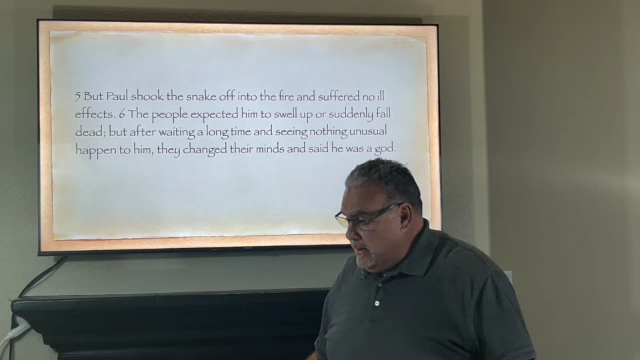 5 But Paul shook the snake off into the fire and suffered no ill
effects. 6 The people expected him to swell up or suddenly fall
dead; but after waiting a long time and seeing nothing unusual
happen to him, they changed their minds and said he was a god.